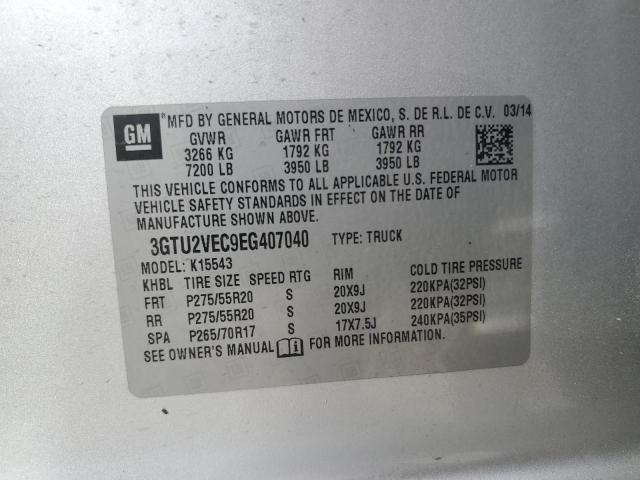 GM
®MFD BY GENERAL MOTORS DE MEXICO, S. DE R.L. DE C.V. 03/14
GVWR GAWR FRT GAWR RR
3266 KG 1792 KG 1792 KG
7200 LB 3950 LB 3950 LB
THIS VEHICLE CONFORMS TO ALL APPLICABLE U.S. FEDERAL MOTOR
VEHICLE SAFETY STANDARDS IN EFFECT ON THE DATE OF
MANUFACTURE SHOWN ABOVE.
3GTU2VEC9EG407040 TYPE: TRUCK
MODEL: K15543
KHBL TIRE SIZE SPEED RTG RIM COLD TIRE PRESSURE
FRT P275/55R20 S 20X9J 220KPA(32PSI)
RR P275/55R20 S 20X9J 220KPA(32PSI)
SPA P265/70R17 S 17X7.5J 240KPA(35PSI)
SEE OWNER'S MANUAL FOR MORE INFORMATION.